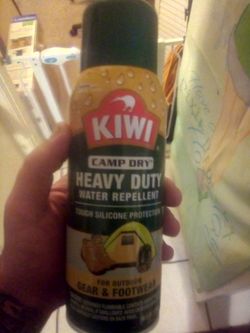 KIWI
CAMP DRY
HEAVY DUTY
WATER REPELLENT
TOUGH SILICONE PROTECTION
FOR OUTDOOR
GEAR & FOOTWEAR